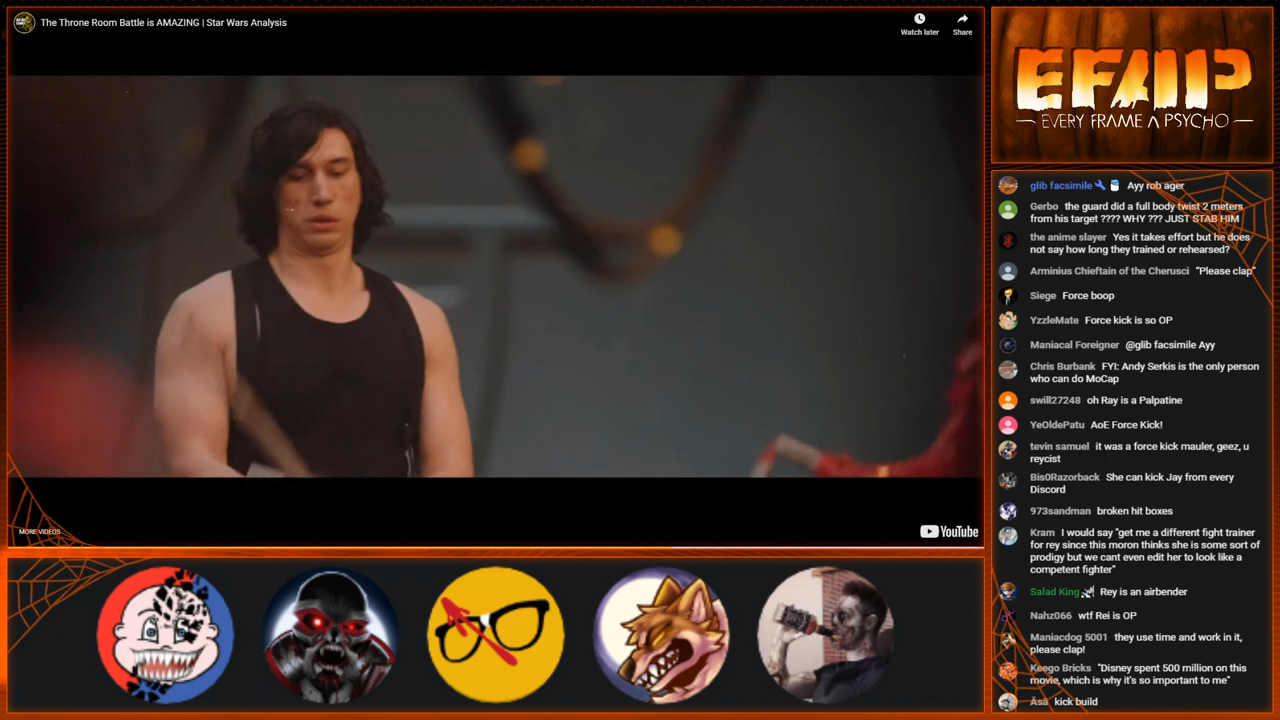 The Throne Room Battle is AMAZING | Star Wars Analysis
Watch later
Share
MORE VIDEOS
YouTube
EFAP
EVERY FRAME A PSYCHO
glib facsimile Ayy rob ager
Gerbo the guard did a full body twist 2 meters
from his target ???? WHY ??? JUST STAB HIM
the anime slayer Yes it takes effort but he does
not say how long they trained or rehearsed?
Arminius Chieftain of the Cherusci "Please clap"
Siege Force boop
YzzleMate Force kick is so OP
Maniacal Foreigner @glib facsimile Ayy
Chris Burbank FYI: Andy Serkis is the only person
who can do MoCap
swill27248 oh Ray is a Palpatine
YeOldePatu AoE Force Kick!
tevin samuel it was a force kick mauler, geez, u
reycist
Bis0Razorback She can kick Jay from every
Discord
973sandman broken hit boxes
Kram I would say "get me a different fight trainer
for rey since this moron thinks she is some sort of
prodigy but we cant even edit her to look like a
competent fighter"
Salad King Rey is an airbender
Nahz066 wtf Rei is OP
Maniacdog 5001 they use time and work in it,
please clap!
Keego Bricks "Disney spent 500 million on this
movie, which is why it's so important to me"
Äsä kick build